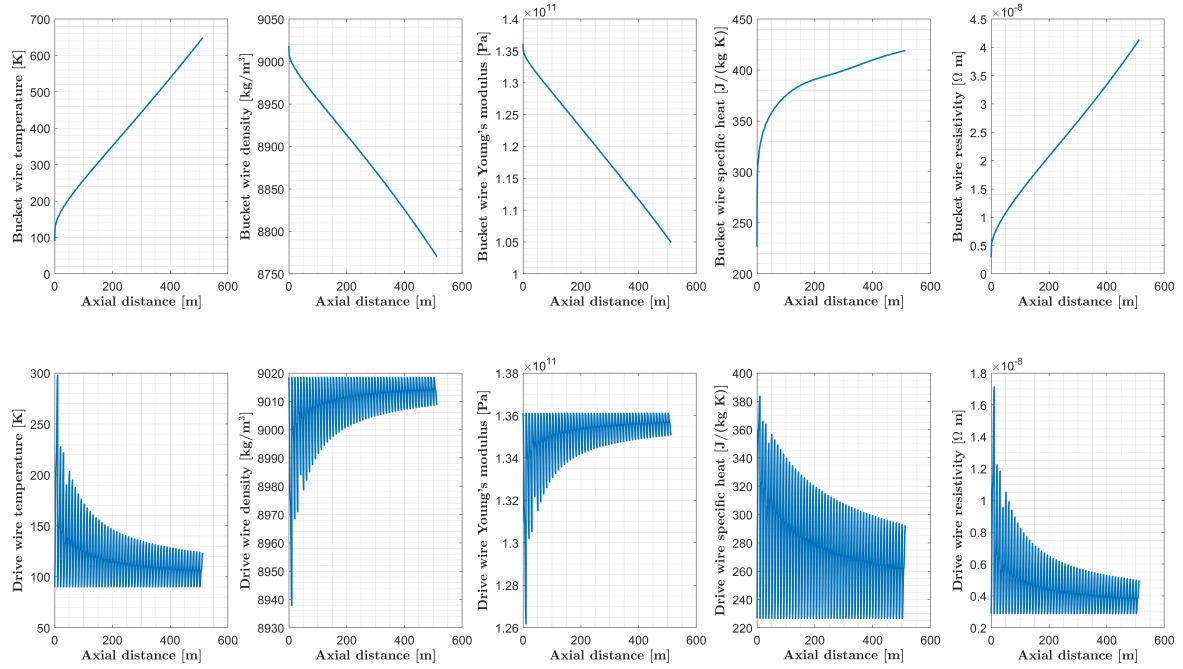 Bucket wire temperature [K]
700
600
500
400
300
200
100
0
0 200 400 600
Axial distance [m]
Bucket wire density [kg/m³]
9050
9000
8950
8900
8850
8800
8750
0 200 400 600
Axial distance [m]
Bucket wire Young's modulus [Pa]
×10¹¹
1.4
1.35
1.3
1.25
1.2
1.15
1.1
1.05
1
0 200 400 600
Axial distance [m]
Bucket wire specific heat [J/(kg K)]
450
400
350
300
250
200
0 200 400 600
Axial distance [m]
Bucket wire resistivity [Ω m]
×10⁻⁸
4.5
4
3.5
3
2.5
2
1.5
1
0.5
0
0 200 400 600
Axial distance [m]
Drive wire temperature [K]
300
250
200
150
100
50
0 200 400 600
Axial distance [m]
Drive wire density [kg/m³]
9020
9010
9000
8990
8980
8970
8960
8950
8940
8930
0 200 400 600
Axial distance [m]
Drive wire Young's modulus [Pa]
×10¹¹
1.38
1.36
1.34
1.32
1.3
1.28
1.26
0 200 400 600
Axial distance [m]
Drive wire specific heat [J/(kg K)]
400
380
360
340
320
300
280
260
240
220
0 200 400 600
Axial distance [m]
Drive wire resistivity [Ω m]
×10⁻⁸
1.8
1.6
1.4
1.2
1
0.8
0.6
0.4
0.2
0 200 400 600
Axial distance [m]